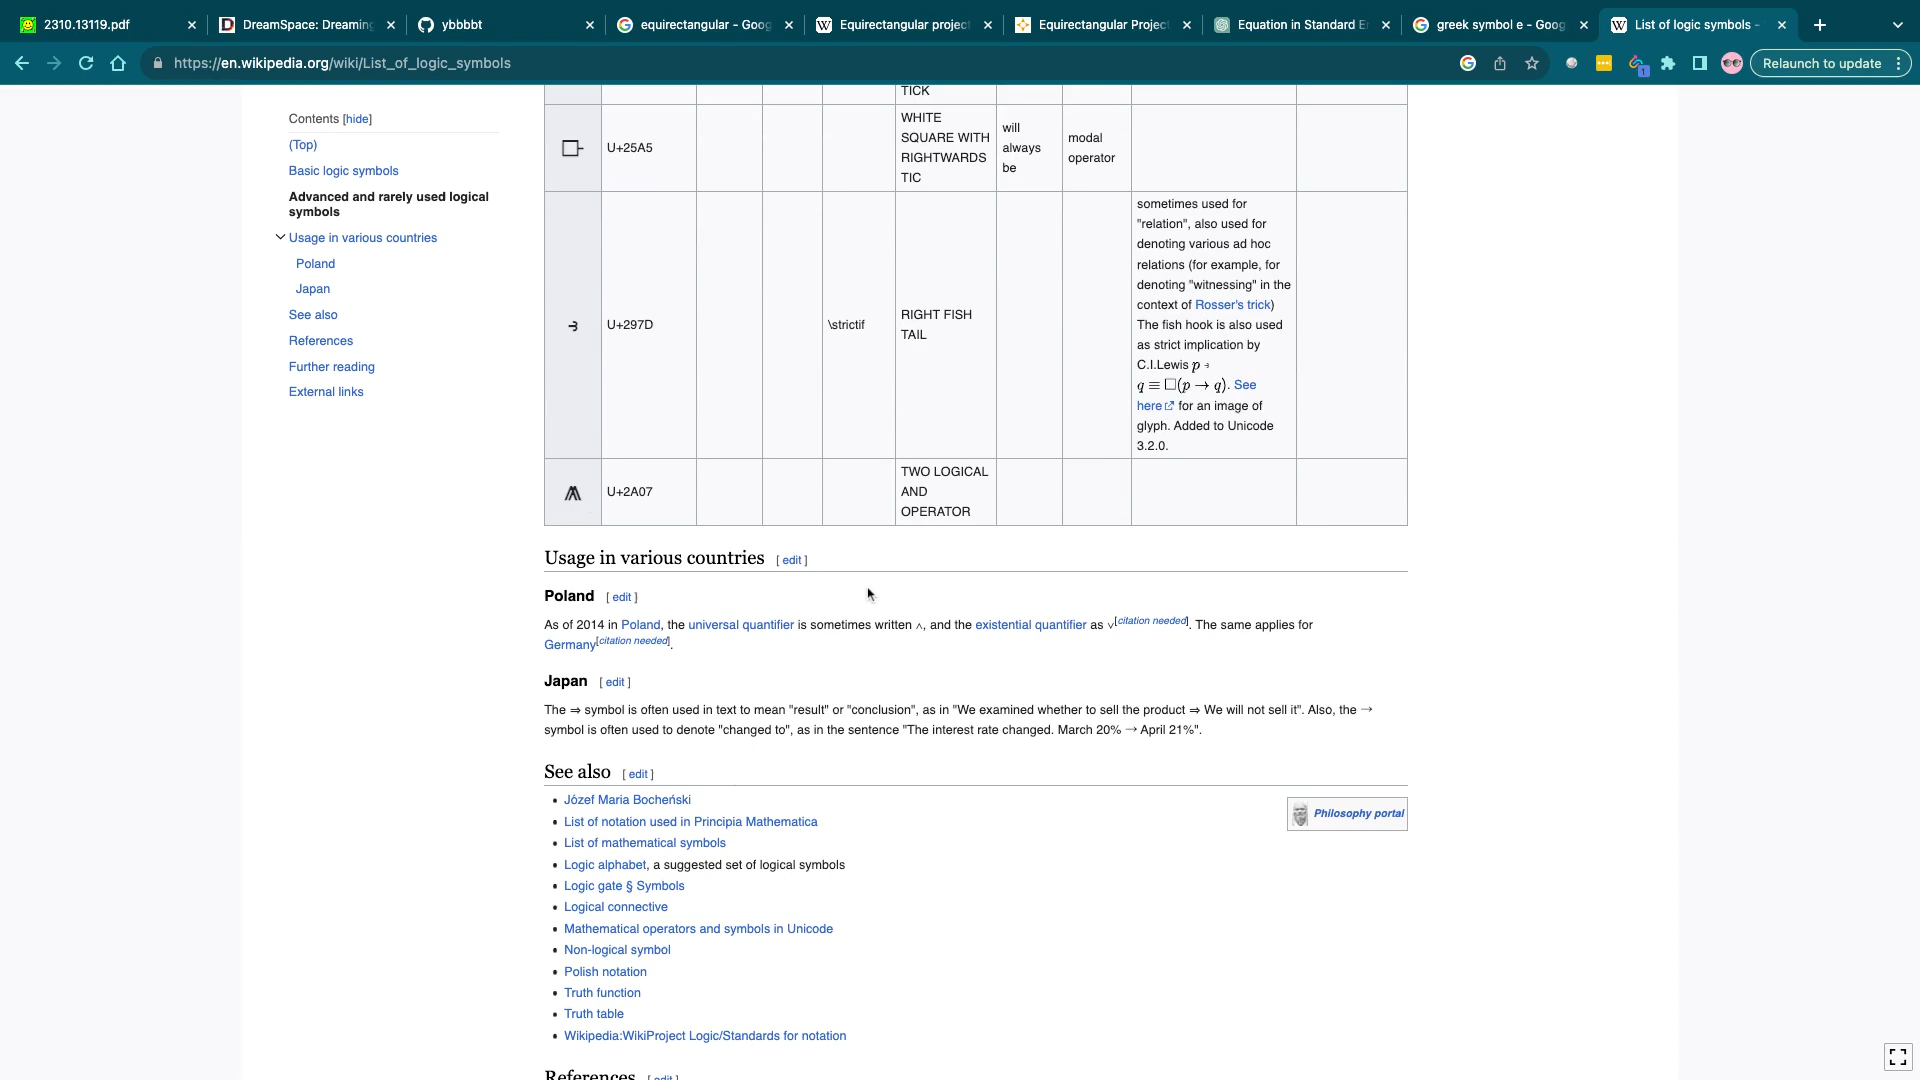 2310.13119.pdf
DreamSpace: Dreaming
ybbbbt
equirectangular - Goog
Equirectangular project
Equirectangular Project
Equation in Standard E
greek symbol e - Goog
List of logic symbols -
https://en.wikipedia.org/wiki/List_of_logic_symbols
1
Relaunch to update
Contents [hide]
(Top)
Basic logic symbols
Advanced and rarely used logical
symbols
Usage in various countries
Poland
Japan
See also
References
Further reading
External links
TICK
U+25A5
WHITE
SQUARE WITH
RIGHTWARDS
TIC
will
always
be
modal
operator
⥽
U+297D
\strictif
RIGHT FISH
TAIL
sometimes used for
"relation", also used for
denoting various ad hoc
relations (for example, for
denoting "witnessing" in the
context of Rosser's trick)
The fish hook is also used
as strict implication by
C.I.Lewis p ⥽
q ≡ □(p → q). See
here for an image of
glyph. Added to Unicode
3.2.0.
⨇
U+2A07
TWO LOGICAL
AND
OPERATOR
Usage in various countries [ edit ]
Poland [ edit ]
As of 2014 in Poland, the universal quantifier is sometimes written ∧, and the existential quantifier as ∨[citation needed]. The same applies for
Germany[citation needed].
Japan [ edit ]
The ⇒ symbol is often used in text to mean "result" or "conclusion", as in "We examined whether to sell the product ⇒ We will not sell it". Also, the →
symbol is often used to denote "changed to", as in the sentence "The interest rate changed. March 20% → April 21%".
See also [ edit ]
• Józef Maria Bocheński
• List of notation used in Principia Mathematica
• List of mathematical symbols
• Logic alphabet, a suggested set of logical symbols
• Logic gate § Symbols
• Logical connective
• Mathematical operators and symbols in Unicode
• Non-logical symbol
• Polish notation
• Truth function
• Truth table
• Wikipedia:WikiProject Logic/Standards for notation
Philosophy portal
References [ edit ]